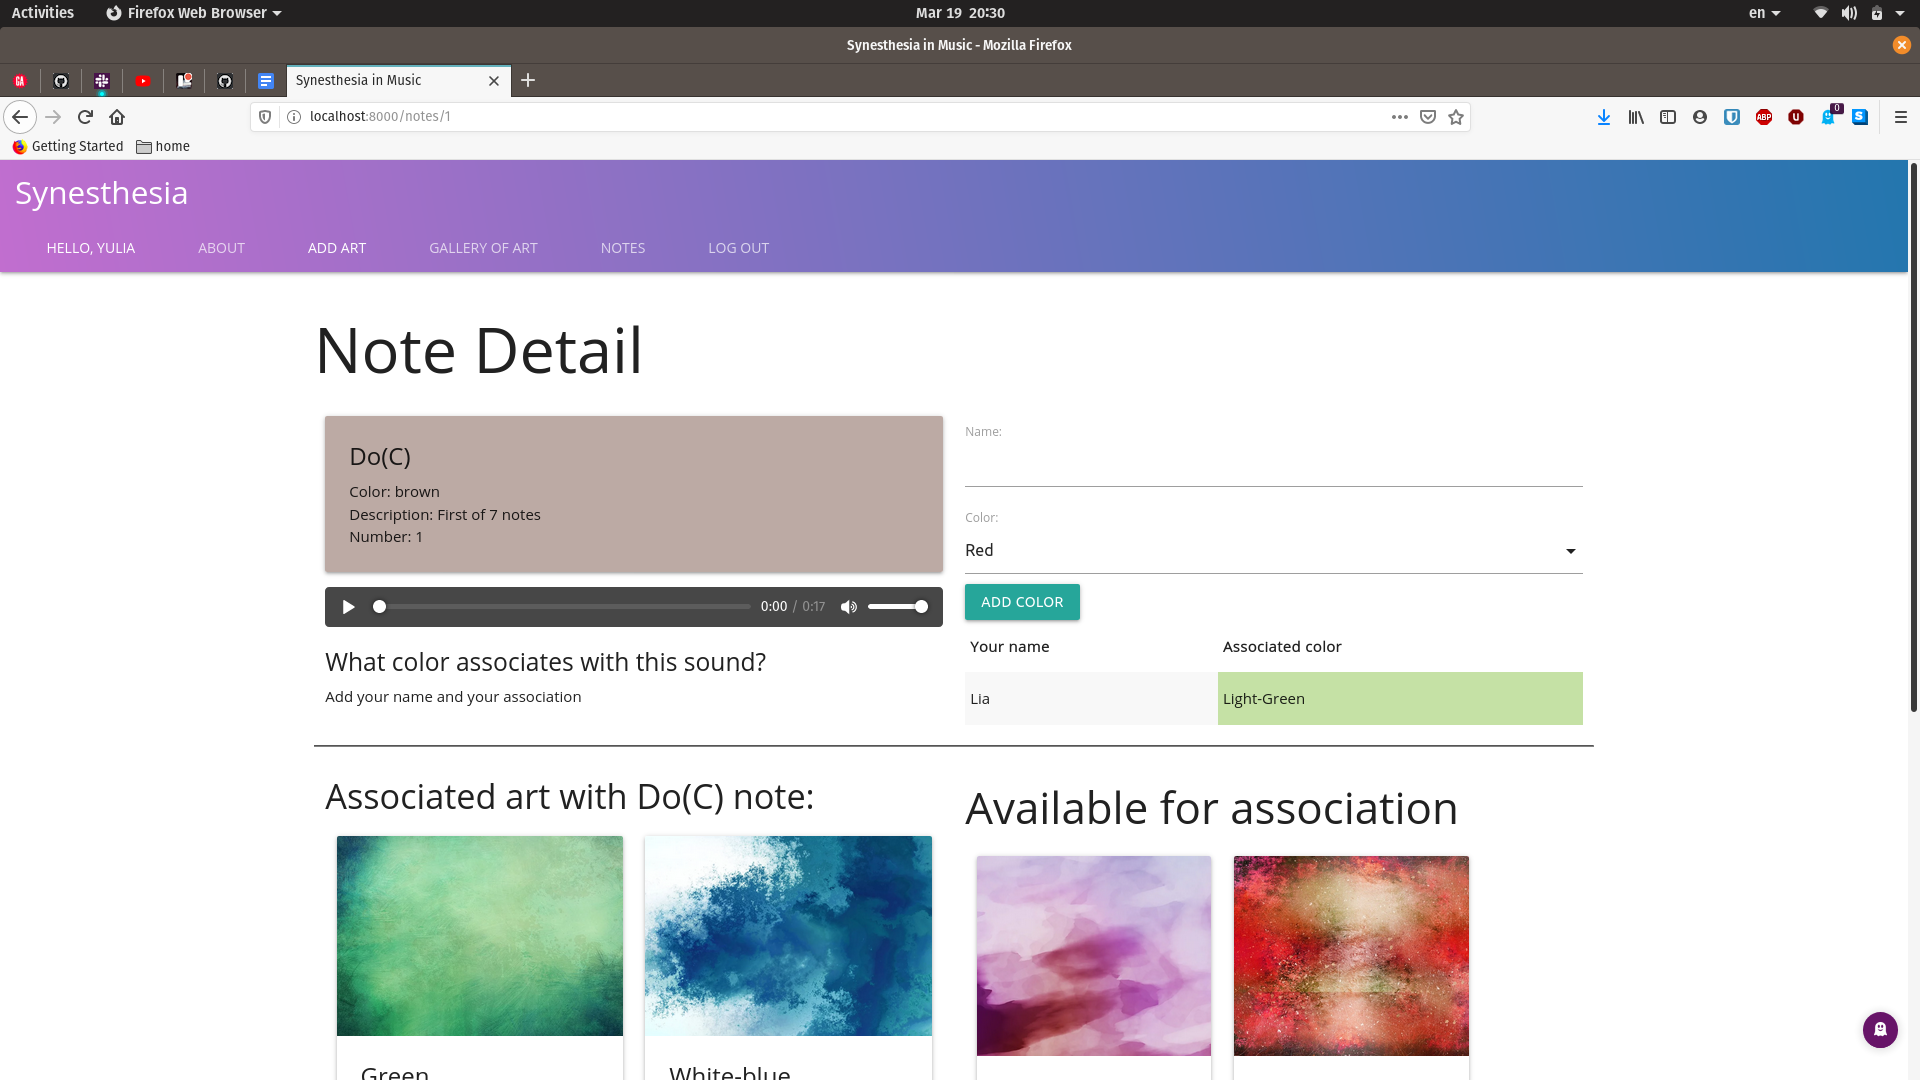 Activities Firefox Web Browser Mar 19 20:30 en
Synesthesia in Music - Mozilla Firefox
GA Synesthesia in Music
localhost:8000/notes/1 ABP 0 S
Getting Started home
Synesthesia
HELLO, YULIA ABOUT ADD ART GALLERY OF ART NOTES LOG OUT
Note Detail
Do(C)
Color: brown
Description: First of 7 notes
Number: 1
0:00 / 0:17
What color associates with this sound?
Add your name and your association
Name:
Color:
Red
ADD COLOR
Your name Associated color
Lia Light-Green
Associated art with Do(C) note:
Green White-blue
Available for association